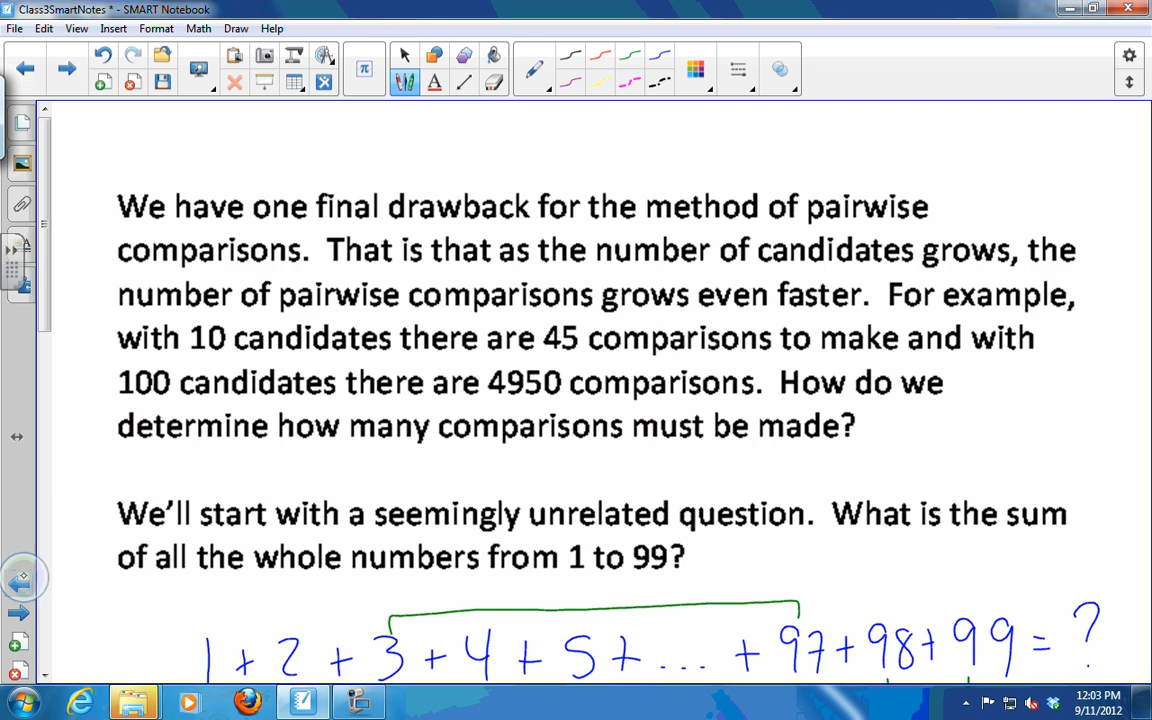 Class3SmartNotes * - SMART Notebook
File Edit View Insert Format Math Draw Help
π
A
We have one final drawback for the method of pairwise
comparisons. That is that as the number of candidates grows, the
number of pairwise comparisons grows even faster. For example,
with 10 candidates there are 45 comparisons to make and with
100 candidates there are 4950 comparisons. How do we
determine how many comparisons must be made?
We'll start with a seemingly unrelated question. What is the sum
of all the whole numbers from 1 to 99?
1 + 2 + 3 + 4 + 5 + ... + 97 + 98 + 99 = ?
12:03 PM
9/11/2012